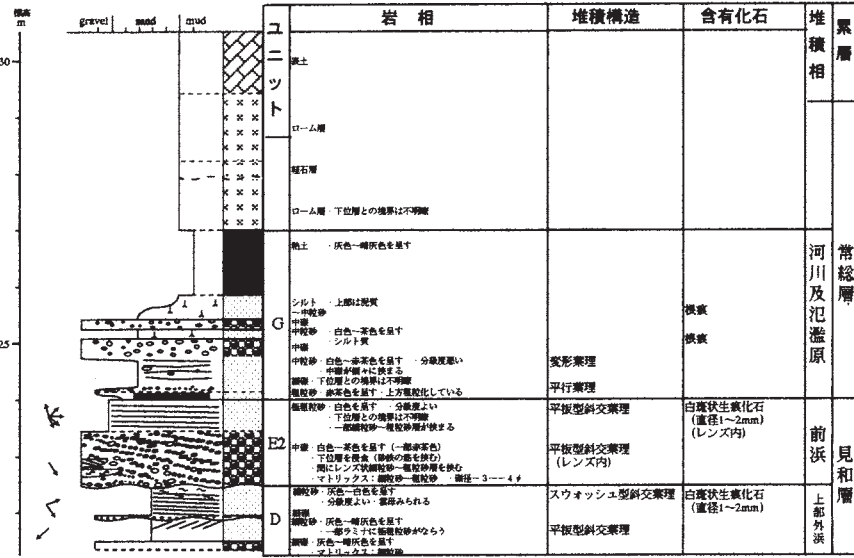 標高
m
gravel sand mud
ユニット
岩 相
堆積構造
含有化石
堆積相
累層
30
表土
ローム層
軽石層
ローム層・下位層との境界は不明瞭
粘土 ・灰色～暗灰色を呈す
シルト ・上部は泥質
～中粒砂
中礫
中粒砂 ・白色～茶色を呈す
・シルト質
中礫
根痕
根痕
25
G
中粒砂・白色～赤茶色を呈す ・分級度悪い
・中礫が頻々に挟まる
細礫・下位層との境界は不明瞭
粗粒砂・赤茶色を呈す・上方粗粒化している
変形葉理
平行葉理
河川及氾濫原
常総層
極粗粒砂・白色を呈す ・分級度よい
・下位層との境界は不明瞭
・一部細粒砂～粗粒砂層が挟まる
平板型斜交葉理
白斑状生痕化石
(直径1～2mm)
(レンズ内)
E2
中礫・白色～茶色を呈す（一部赤茶色）
・下位層を侵食（砂鉄の筋を挟む）
・間にレンズ状細粒砂～粗粒砂層を挟む
・マトリックス：細粒砂～粗粒砂 ・礫径－3－－4φ
平板型斜交葉理
(レンズ内)
前浜
見和層
細粒砂・灰色～白色を呈す
・分級度よい・雲母みられる
細礫
細粒砂・灰色～暗灰色を呈す
・一部ラミナに極粗粒砂がならう
細礫・灰色～暗灰色を呈す
・マトリックス：細粒砂
スウォッシュ型斜交葉理
平板型斜交葉理
白斑状生痕化石
(直径1～2mm)
D
上部外浜